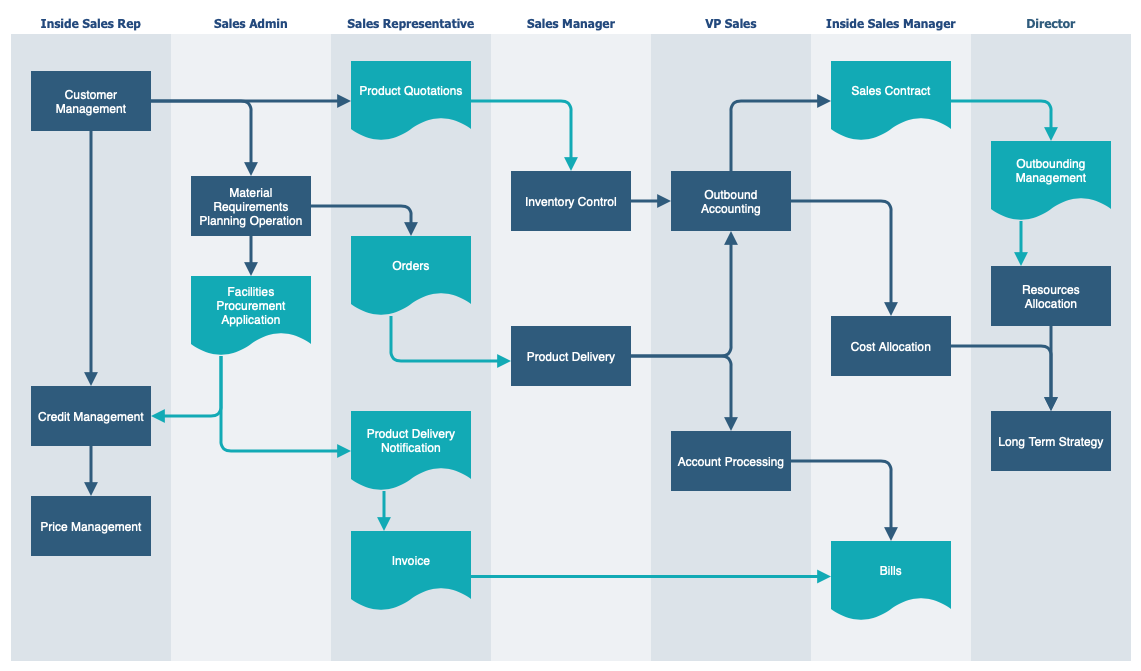 Inside Sales Rep
Sales Admin
Sales Representative
Sales Manager
VP Sales
Inside Sales Manager
Director
Customer
Management
Product Quotations
Sales Contract
Material
Requirements
Planning Operation
Inventory Control
Outbound
Accounting
Outbounding
Management
Facilities
Procurement
Application
Orders
Resources
Allocation
Product Delivery
Cost Allocation
Credit Management
Product Delivery
Notification
Account Processing
Long Term Strategy
Price Management
Invoice
Bills